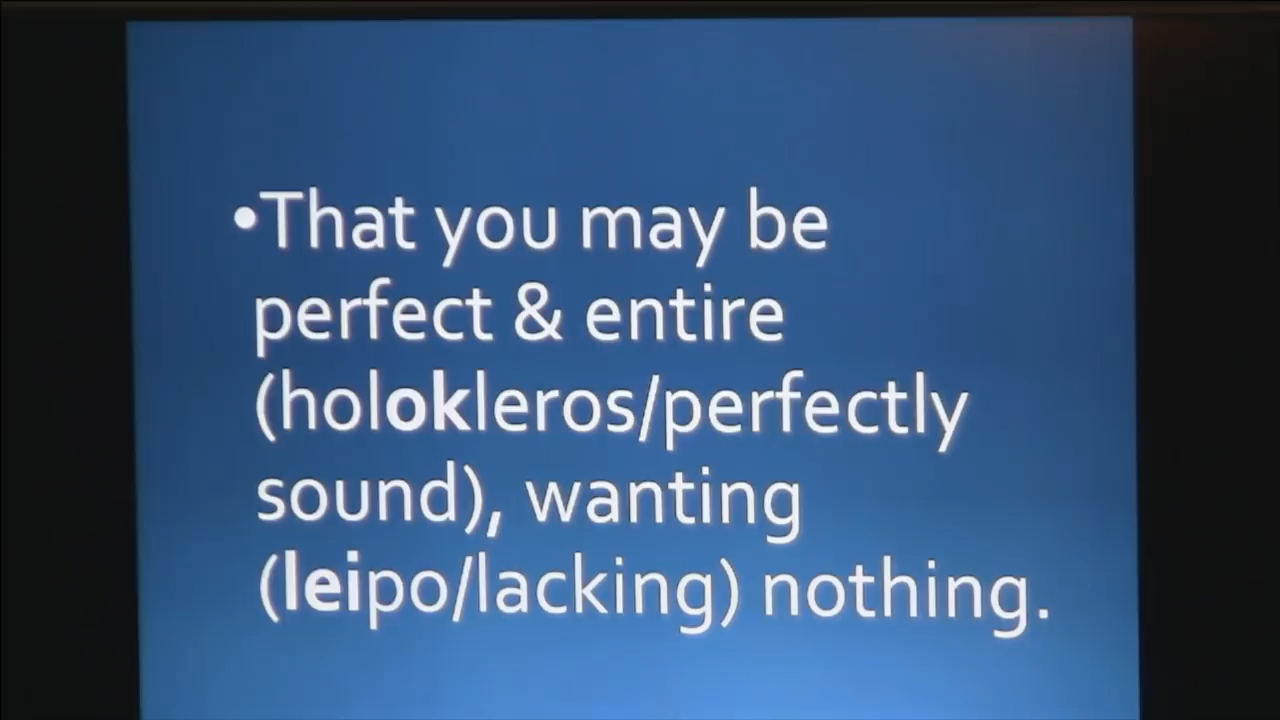 •That you may be
perfect & entire
(holokleros/perfectly
sound), wanting
(leipo/lacking) nothing.